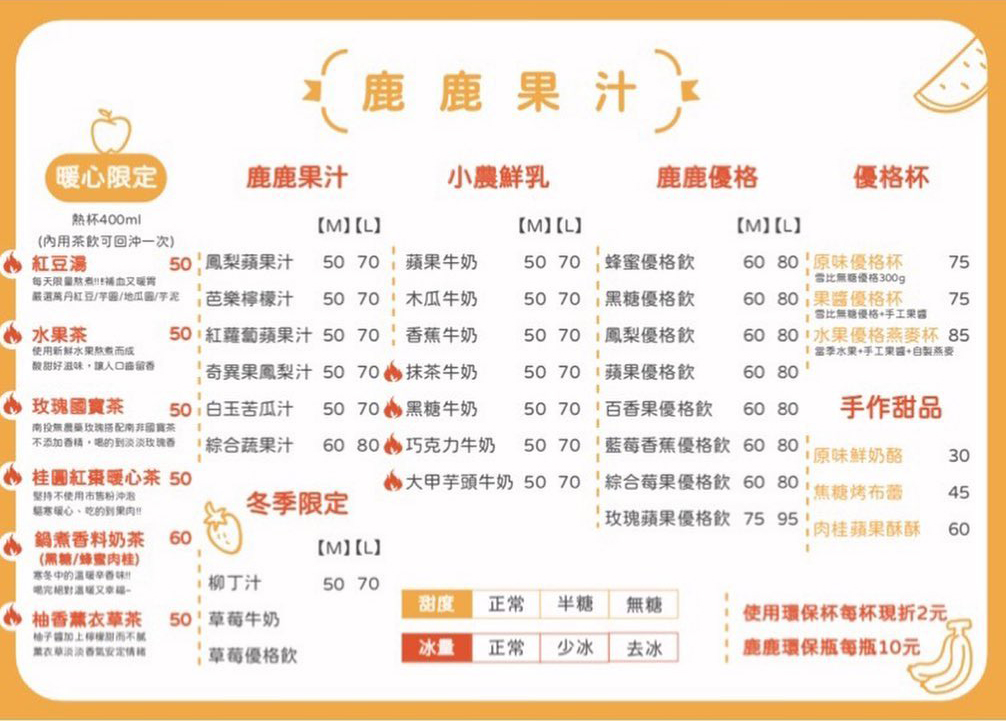 鹿鹿果汁
暖心限定
熱杯400ml
(內用茶飲可回沖一次)
紅豆湯 50
每天限量熬煮!!!補血又暖胃
嚴選萬丹紅豆/芋圓/地瓜圓/芋泥
水果茶 50
使用新鮮水果熬煮而成
酸甜好滋味，讓人口齒留香
玫瑰國寶茶 50
南投無農藥玫瑰搭配南非國寶茶
不添加香精，喝的到淡淡玫瑰香
桂圓紅棗暖心茶 50
堅持不使用市售粉沖泡
驅寒暖心、吃的到果肉!!
鍋煮香料奶茶 60
(黑糖/蜂蜜肉桂)
寒冬中的溫暖辛香味!!
喝完絕對溫暖又幸福~
柚香薰衣草茶 50
柚子醬加上檸檬甜而不膩
薰衣草淡淡香氣安定情緒
鹿鹿果汁
【M】【L】
鳳梨蘋果汁 50 70
芭樂檸檬汁 50 70
紅蘿蔔蘋果汁 50 70
奇異果鳳梨汁 50 70
白玉苦瓜汁 50 70
綜合蔬果汁 60 80
冬季限定
【M】【L】
柳丁汁 50 70
草莓牛奶
草莓優格飲
小農鮮乳
【M】【L】
蘋果牛奶 50 70
木瓜牛奶 50 70
香蕉牛奶 50 70
抹茶牛奶 50 70
黑糖牛奶 50 70
巧克力牛奶 50 70
大甲芋頭牛奶 50 70
鹿鹿優格
【M】【L】
蜂蜜優格飲 60 80
黑糖優格飲 60 80
鳳梨優格飲 60 80
蘋果優格飲 60 80
百香果優格飲 60 80
藍莓香蕉優格飲 60 80
綜合莓果優格飲 60 80
玫瑰蘋果優格飲 75 95
優格杯
原味優格杯 75
雪比無糖優格300g
果醬優格杯 75
雪比無糖優格+手工果醬
水果優格燕麥杯 85
當季水果+手工果醬+自製燕麥
手作甜品
原味鮮奶酪 30
焦糖烤布蕾 45
肉桂蘋果酥酥 60
甜度 正常 半糖 無糖
冰量 正常 少冰 去冰
使用環保杯每杯現折2元
鹿鹿環保瓶每瓶10元